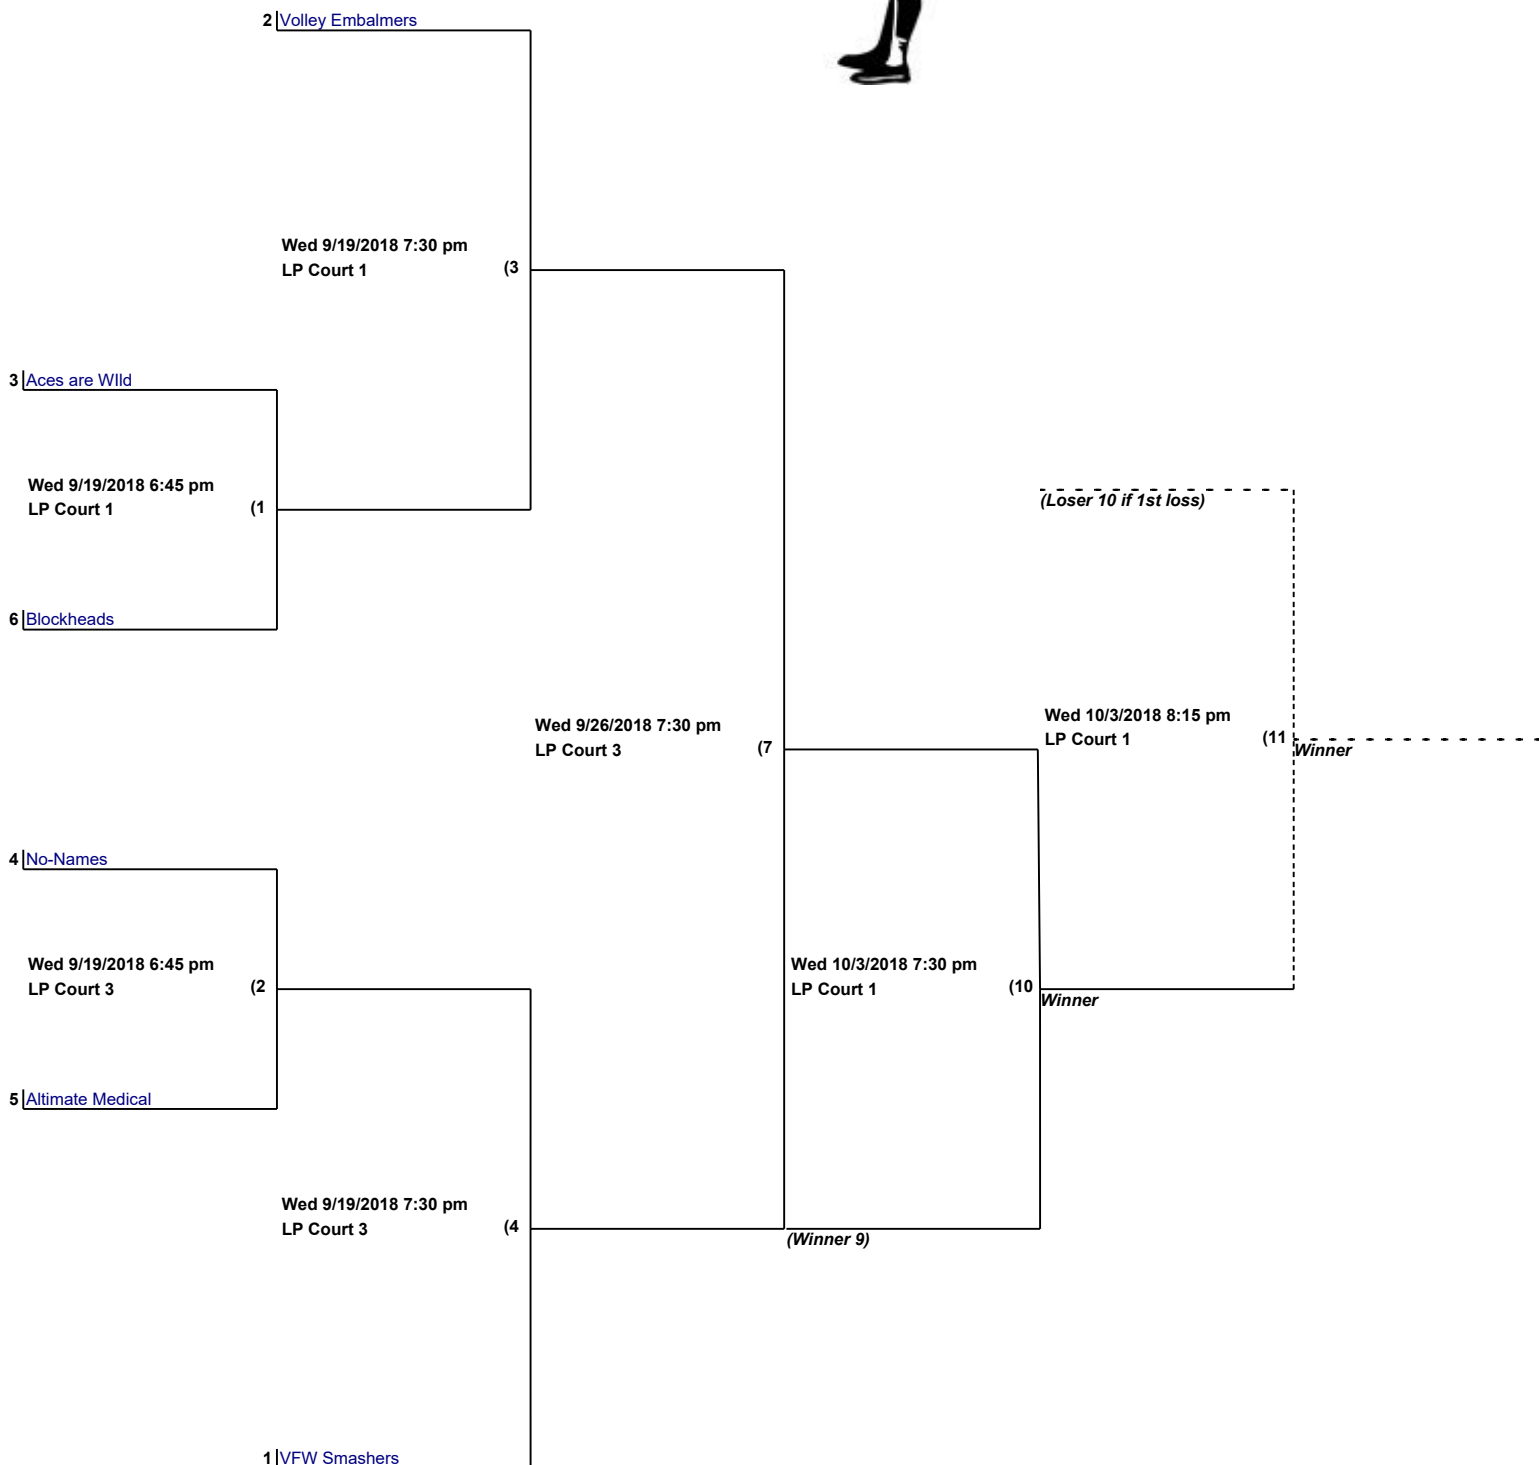 2 Volley Embalmers
Wed 9/19/2018 7:30 pm
LP Court 1 (3
3 Aces are WIld
Wed 9/19/2018 6:45 pm
LP Court 1 (1
(Loser 10 if 1st loss)
6 Blockheads
Wed 9/26/2018 7:30 pm
LP Court 3 (7
Wed 10/3/2018 8:15 pm
LP Court 1 (11
Winner
4 No-Names
Wed 9/19/2018 6:45 pm
LP Court 3 (2
Wed 10/3/2018 7:30 pm
LP Court 1 (10
Winner
5 Altimate Medical
Wed 9/19/2018 7:30 pm
LP Court 3 (4
(Winner 9)
1 VFW Smashers